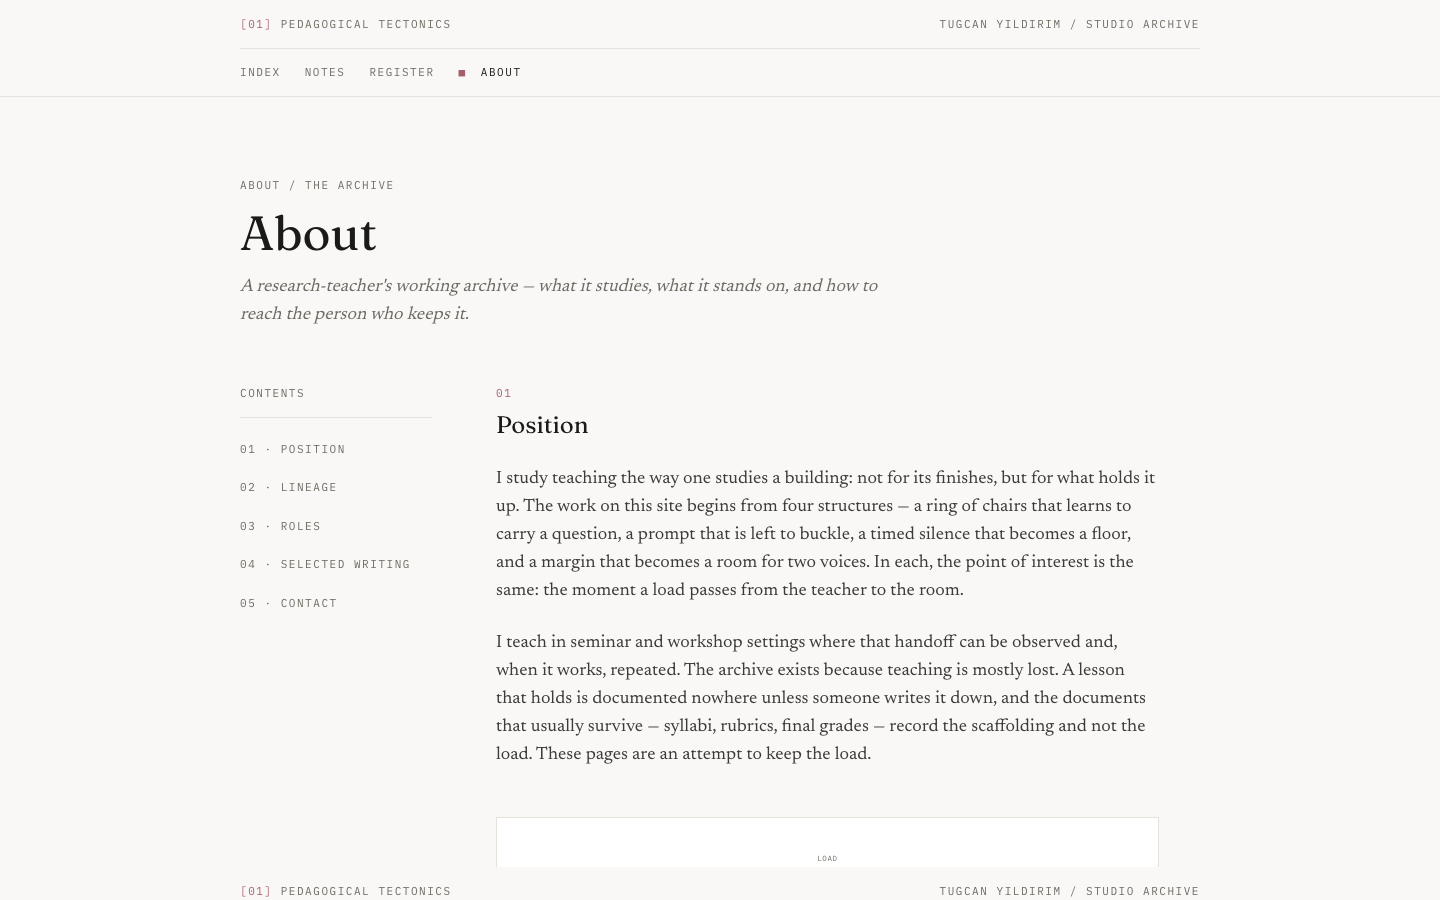 [01] PEDAGOGICAL TECTONICS
TUGCAN YILDIRIM / STUDIO ARCHIVE
INDEX NOTES REGISTER ■ ABOUT
ABOUT / THE ARCHIVE
About
A research-teacher's working archive — what it studies, what it stands on, and how to
reach the person who keeps it.
CONTENTS
01 · POSITION
02 · LINEAGE
03 · ROLES
04 · SELECTED WRITING
05 · CONTACT
01
Position
I study teaching the way one studies a building: not for its finishes, but for what holds it
up. The work on this site begins from four structures — a ring of chairs that learns to
carry a question, a prompt that is left to buckle, a timed silence that becomes a floor,
and a margin that becomes a room for two voices. In each, the point of interest is the
same: the moment a load passes from the teacher to the room.
I teach in seminar and workshop settings where that handoff can be observed and,
when it works, repeated. The archive exists because teaching is mostly lost. A lesson
that holds is documented nowhere unless someone writes it down, and the documents
that usually survive — syllabi, rubrics, final grades — record the scaffolding and not the
load. These pages are an attempt to keep the load.
LOAD
[01] PEDAGOGICAL TECTONICS
TUGCAN YILDIRIM / STUDIO ARCHIVE